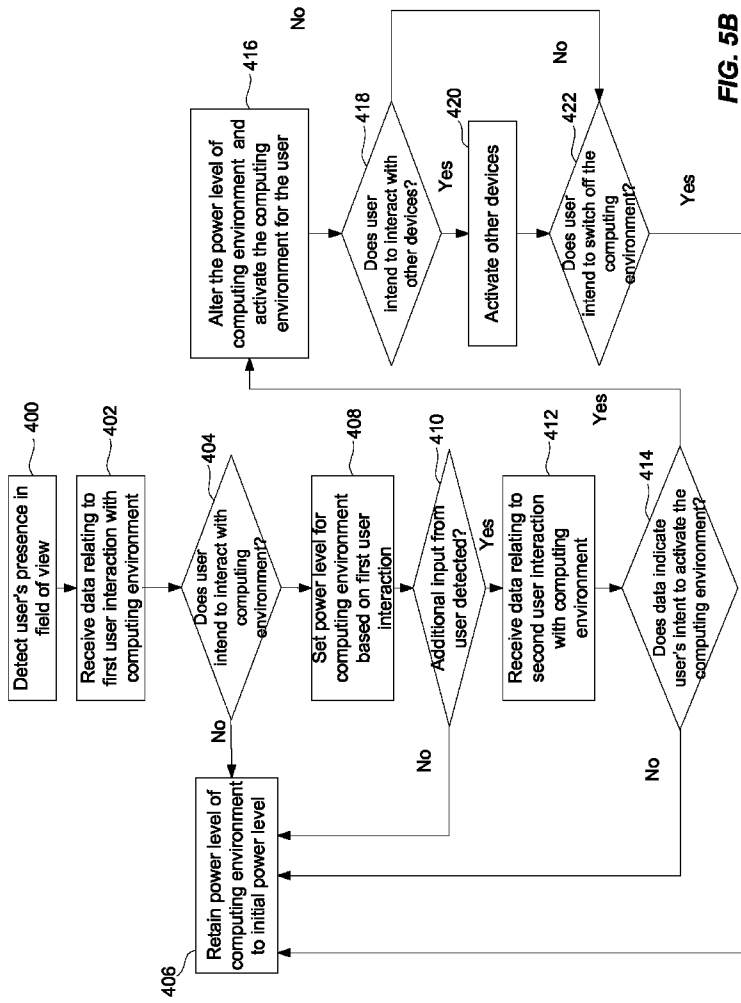 400
Detect user's presence in
field of view
402
Receive data relating to
first user interaction with
computing environment
404
Does user
intend to interact with
computing
environment?
No
406
Retain power level of
computing environment
to initial power level
408
Set power level for
computing environment
based on first user
interaction
410
Additional input from
user detected?
No
Yes
412
Receive data relating to
second user interaction
with computing
environment
414
Does data indicate
user's intent to activate the
computing environment?
No
Yes
416
Alter the power level of
computing environment and
activate the computing
environment for the user
No
418
Does user
intend to interact with
other devices?
Yes
No
420
Activate other devices
422
Does user
intend to switch off the
computing
environment?
Yes
FIG. 5B